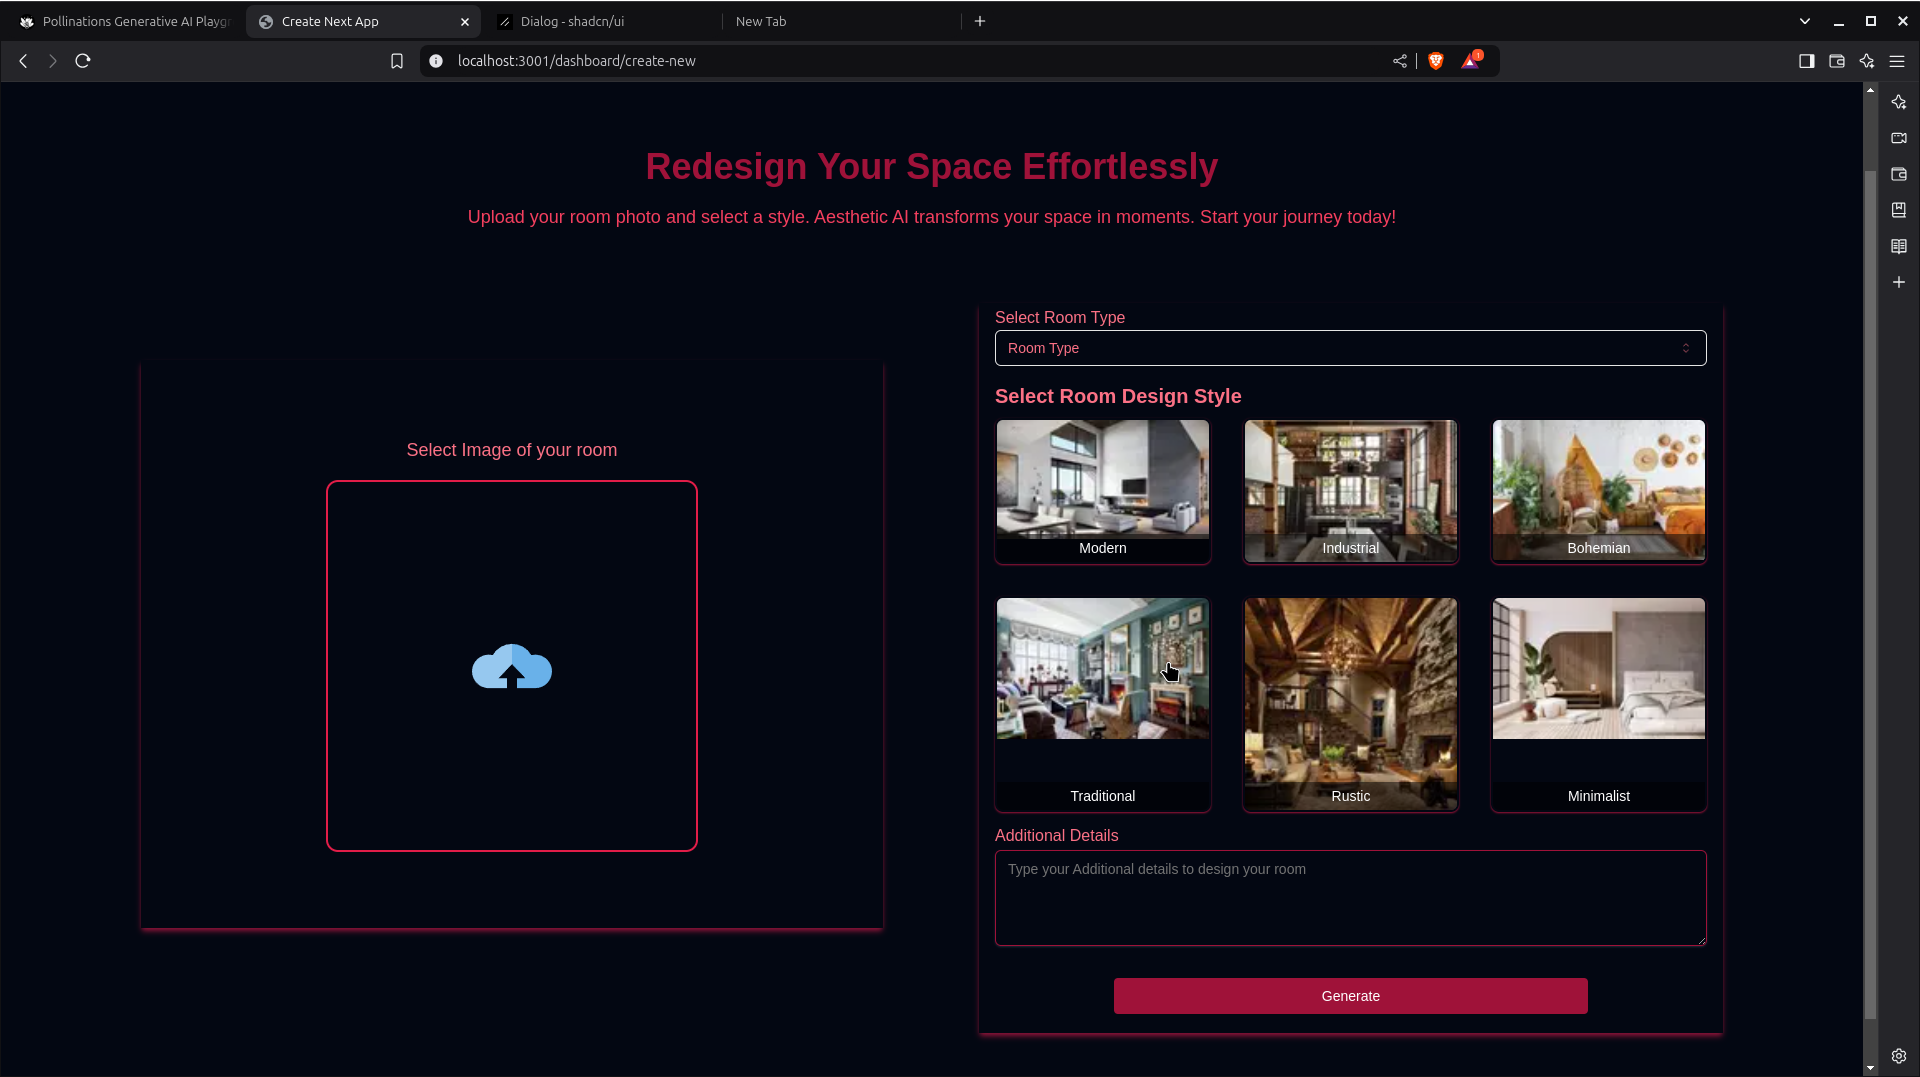 Pollinations Generative AI Playgr
Create Next App
Dialog - shadcn/ui
New Tab
localhost:3001/dashboard/create-new
1
Redesign Your Space Effortlessly
Upload your room photo and select a style. Aesthetic AI transforms your space in moments. Start your journey today!
Select Image of your room
Select Room Type
Room Type
Select Room Design Style
Modern
Industrial
Bohemian
Traditional
Rustic
Minimalist
Additional Details
Type your Additional details to design your room
Generate